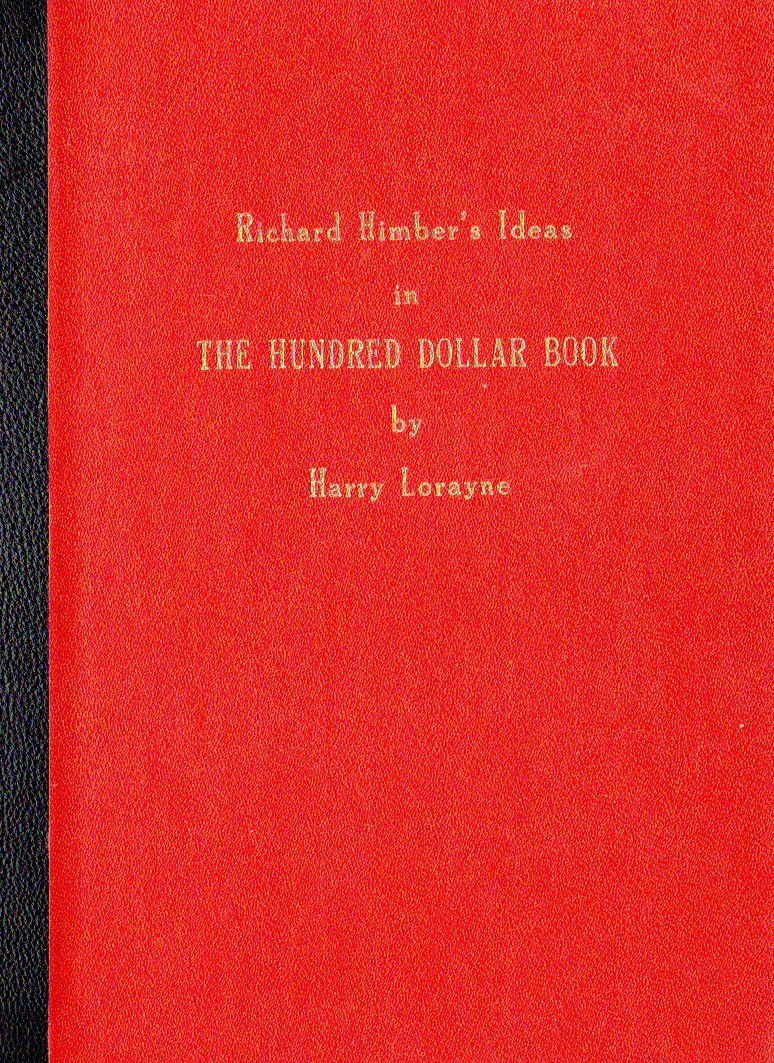 Richard Himber's Ideas
in
THE HUNDRED DOLLAR BOOK
by
Harry Lorayne